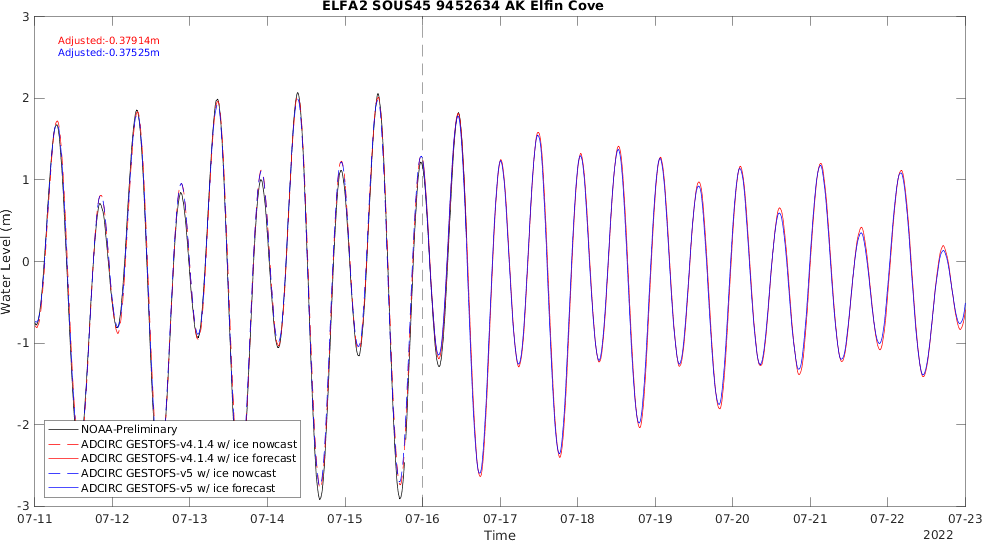 ELFA2 SOUS45 9452634 AK Elfin Cove
Adjusted:-0.37914m
Adjusted:-0.37525m
3
2
1
0
-1
-2
-3
Water Level (m)
NOAA-Preliminary
ADCIRC GESTOFS-v4.1.4 w/ ice nowcast
ADCIRC GESTOFS-v4.1.4 w/ ice forecast
ADCIRC GESTOFS-v5 w/ ice nowcast
ADCIRC GESTOFS-v5 w/ ice forecast
07-11 07-12 07-13 07-14 07-15 07-16 07-17 07-18 07-19 07-20 07-21 07-22 07-23
Time
2022